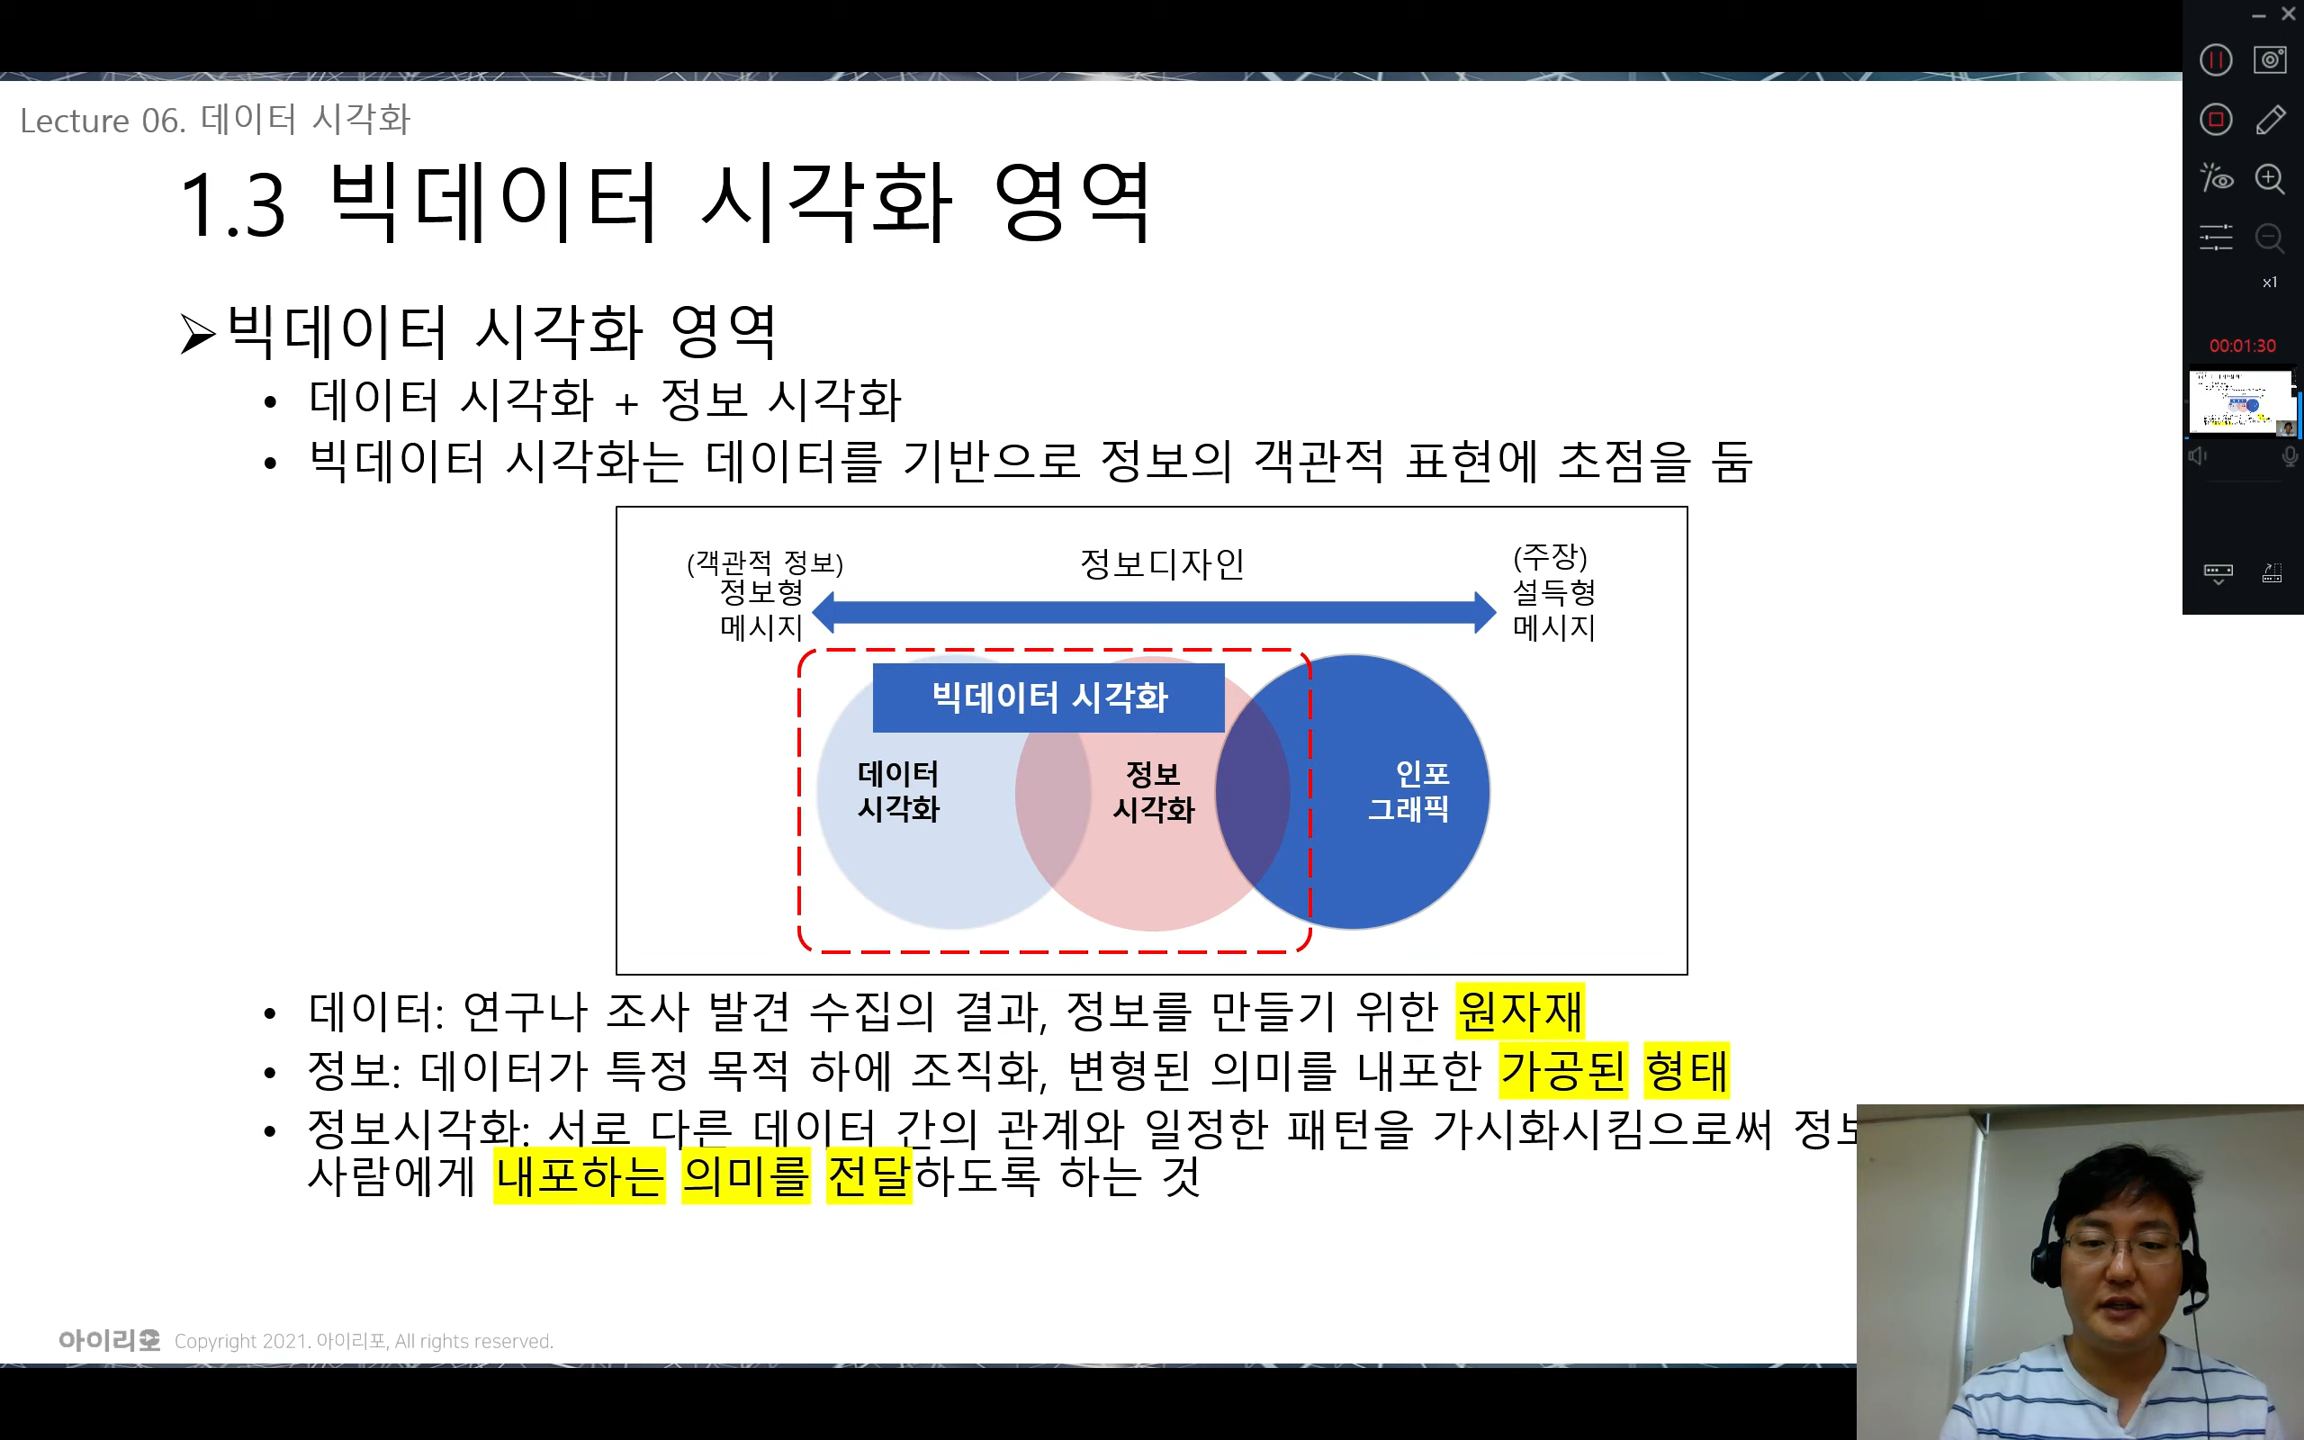 Lecture 06. 데이터 시각화
1.3 빅데이터 시각화 영역
➢빅데이터 시각화 영역
• 데이터 시각화 + 정보 시각화
• 빅데이터 시각화는 데이터를 기반으로 정보의 객관적 표현에 초점을 둠
(객관적 정보)
정보형
메시지
정보디자인
(주장)
설득형
메시지
빅데이터 시각화
데이터
시각화
정보
시각화
인포
그래픽
• 데이터: 연구나 조사 발견 수집의 결과, 정보를 만들기 위한 원자재
• 정보: 데이터가 특정 목적 하에 조직화, 변형된 의미를 내포한 가공된 형태
• 정보시각화: 서로 다른 데이터 간의 관계와 일정한 패턴을 가시화시킴으로써 정보
사람에게 내포하는 의미를 전달하도록 하는 것
아이리포 Copyright 2021. 아이리포, All rights reserved.
x1
00:01:30